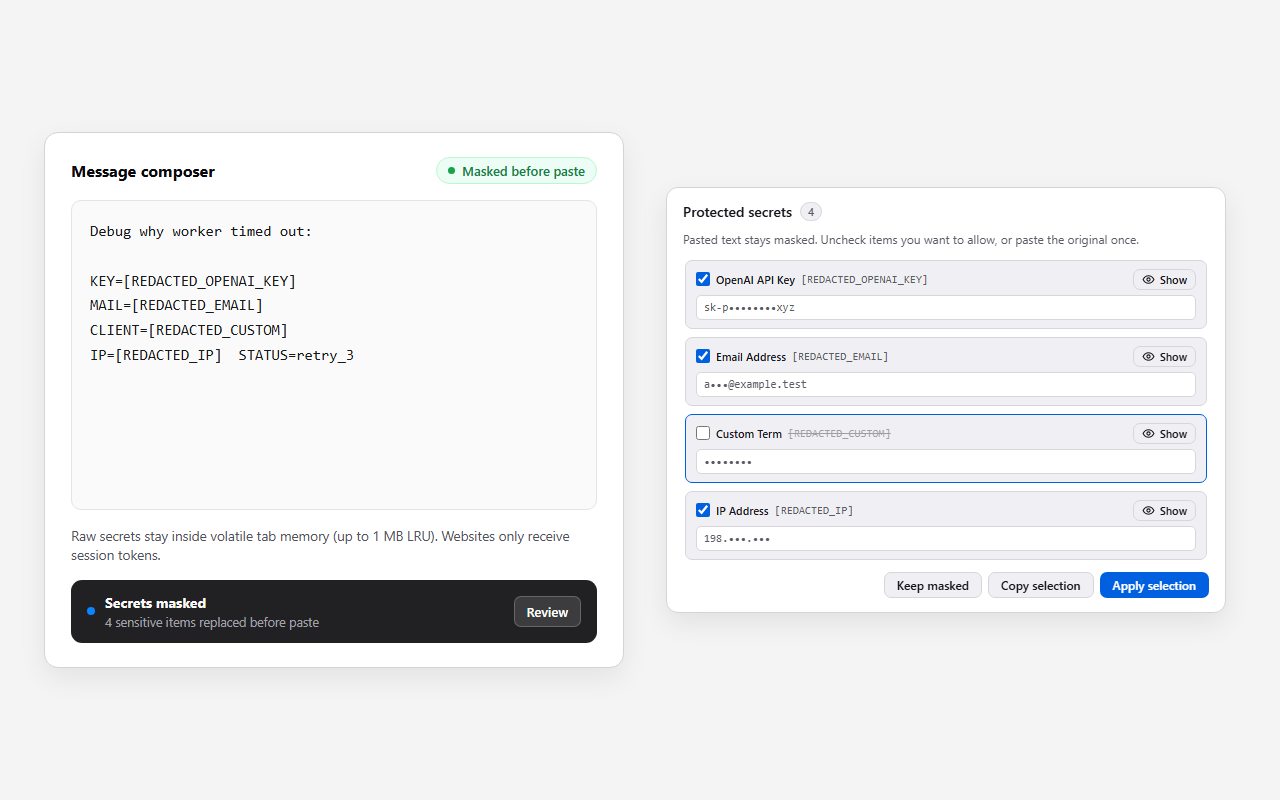 Message composer
Masked before paste
Debug why worker timed out:
KEY=[REDACTED_OPENAI_KEY]
MAIL=[REDACTED_EMAIL]
CLIENT=[REDACTED_CUSTOM]
IP=[REDACTED_IP]  STATUS=retry_3
Raw secrets stay inside volatile tab memory (up to 1 MB LRU). Websites only receive
session tokens.
Secrets masked
4 sensitive items replaced before paste
Review
Protected secrets 4
Pasted text stays masked. Uncheck items you want to allow, or paste the original once.
OpenAI API Key [REDACTED_OPENAI_KEY] Show
sk-p••••••••xyz
Email Address [REDACTED_EMAIL] Show
a•••@example.test
Custom Term [REDACTED_CUSTOM] Show
••••••••
IP Address [REDACTED_IP] Show
198.•••.•••
Keep masked Copy selection Apply selection